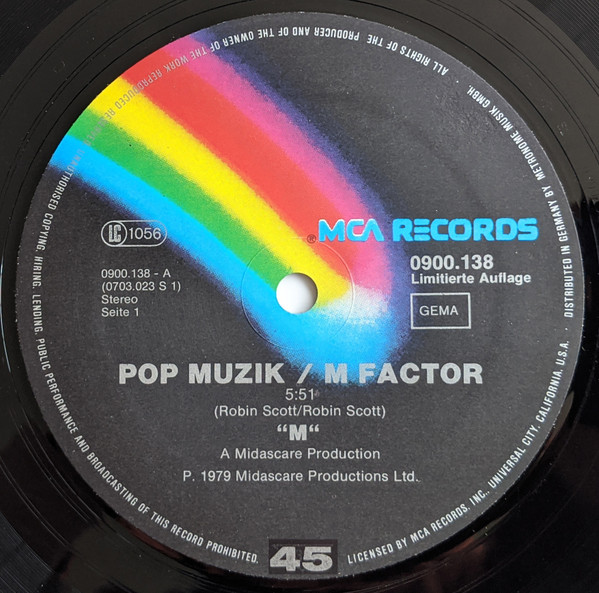 ALL RIGHTS OF THE PRODUCER AND OF THE OWNER OF THE WORK REPRODUCED RESERVED. UNAUTHORISED COPYING, HIRING, LENDING, PUBLIC PERFORMANCE AND BROADCASTING OF THIS RECORD PROHIBITED.
® MCA RECORDS
LC 1056
0900.138
Limitierte Auflage
GEMA
0900.138 - A
(0703.023 S 1)
Stereo
Seite 1
POP MUZIK / M FACTOR
5:51
(Robin Scott/Robin Scott)
“M“
A Midascare Production
P. 1979 Midascare Productions Ltd.
45
LICENSED BY MCA RECORDS, INC., UNIVERSAL CITY, CALIFORNIA, U.S.A. · DISTRIBUTED IN GERMANY BY METRONOME MUSIK GMBH. ·